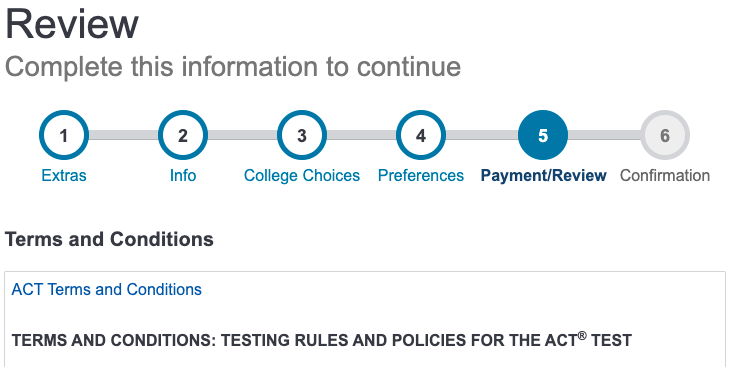 Review
Complete this information to continue
1 2 3 4 5 6
Extras Info College Choices Preferences Payment/Review Confirmation
Terms and Conditions
ACT Terms and Conditions
TERMS AND CONDITIONS: TESTING RULES AND POLICIES FOR THE ACT® TEST